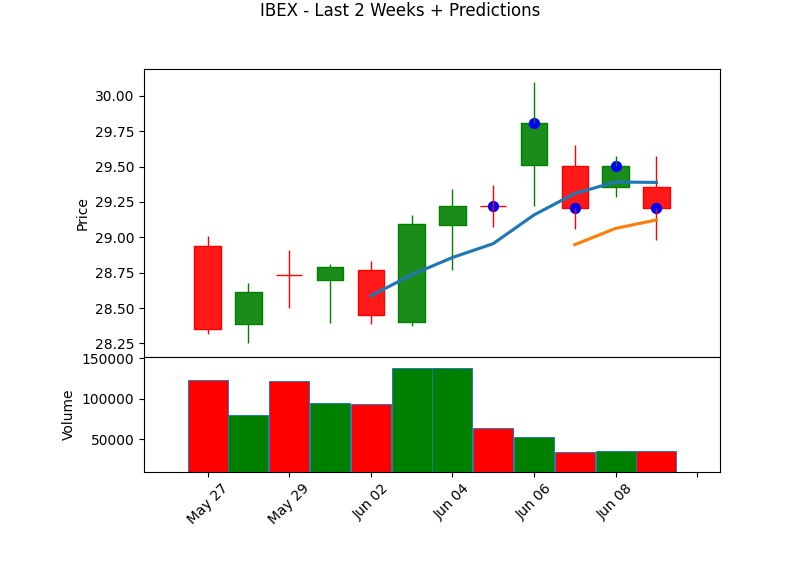 IBEX - Last 2 Weeks + Predictions
30.00
29.75
29.50
29.25
29.00
28.75
28.50
28.25
Price
150000
100000
50000
Volume
May 27
May 29
Jun 02
Jun 04
Jun 06
Jun 08